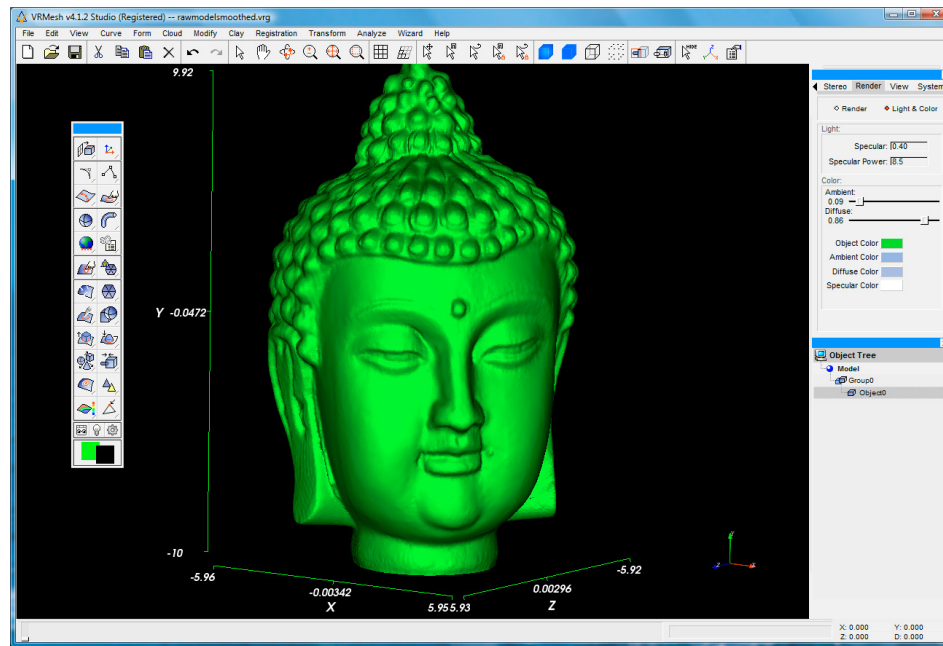 VRMesh v4.1.2 Studio (Registered) -- rawmodelsmoothed.vrg
File Edit View Curve Form Cloud Modify Clay Registration Transform Analyze Wizard Help
Stereo Render View System
Render Light & Color
Light:
Specular: 0.40
Specular Power: 8.5
Color:
Ambient:
0.09
Diffuse:
0.86
Object Color
Ambient Color
Diffuse Color
Specular Color
Object Tree
Model
Group0
Object0
9.92
Y -0.0472
-10
-5.96
-0.00342
X
5.95
5.93
0.00296
Z
-5.92
X: 0.000 Y: 0.000
Z: 0.000 D: 0.000